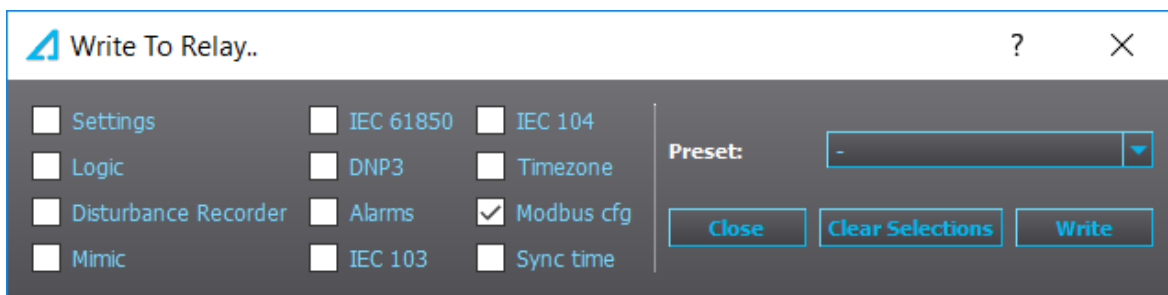 Write To Relay.. ?
Settings IEC 61850 IEC 104
Logic DNP3 Timezone
Disturbance Recorder Alarms Modbus cfg
Mimic IEC 103 Sync time
Preset: -
Close Clear Selections Write